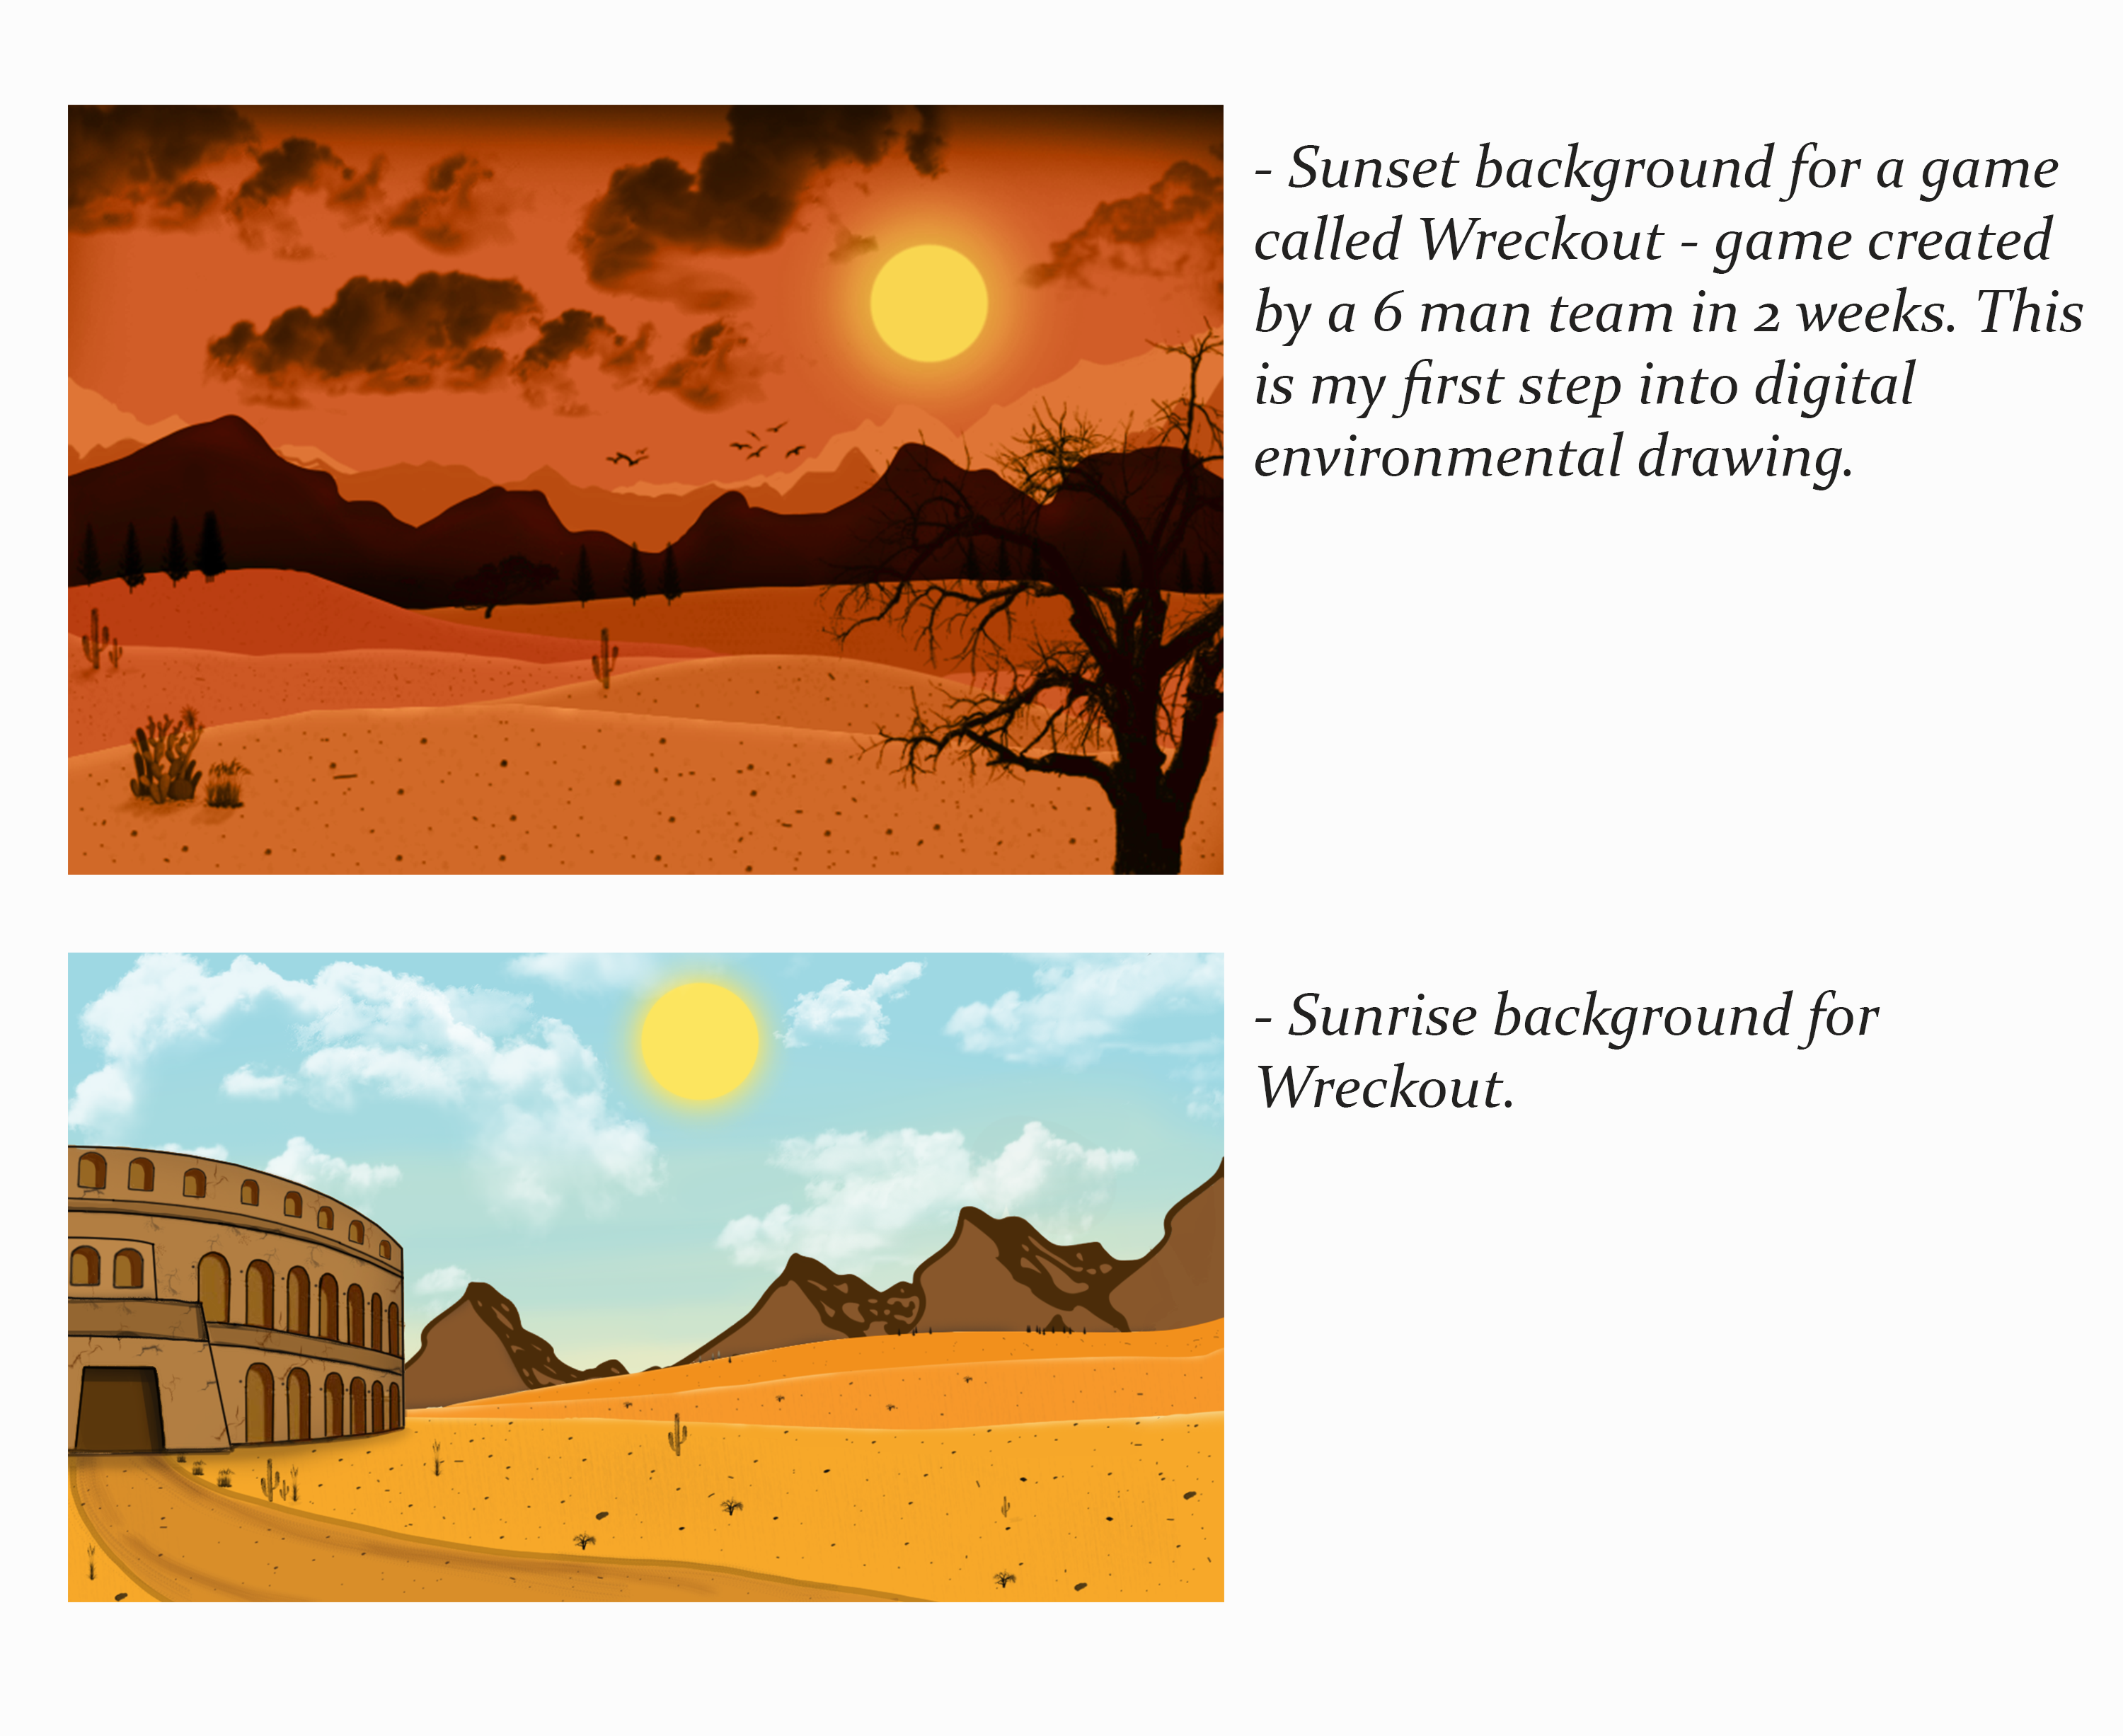 - Sunset background for a game
called Wreckout - game created
by a 6 man team in 2 weeks. This
is my first step into digital
environmental drawing.
- Sunrise background for
Wreckout.